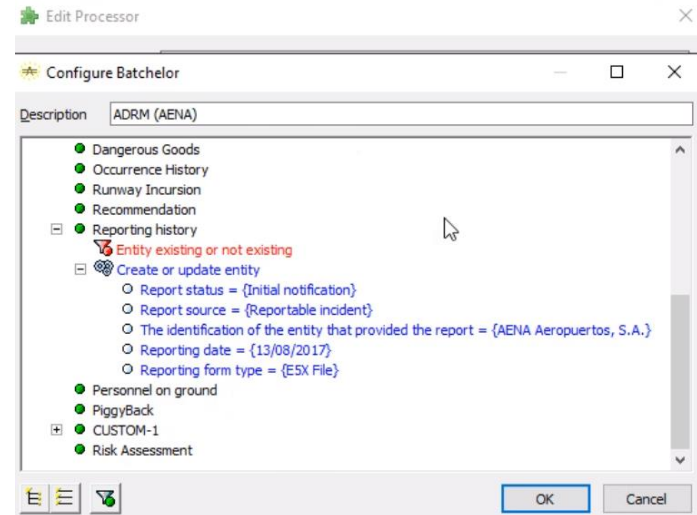 Edit Processor
Configure Batchelor
Description ADRM (AENA)
Dangerous Goods
Occurrence History
Runway Incursion
Recommendation
Reporting history
Entity existing or not existing
Create or update entity
Report status = {Initial notification}
Report source = {Reportable incident}
The identification of the entity that provided the report = {AENA Aeropuertos, S.A.}
Reporting date = {13/08/2017}
Reporting form type = {E5X File}
Personnel on ground
PiggyBack
CUSTOM-1
Risk Assessment
OK Cancel